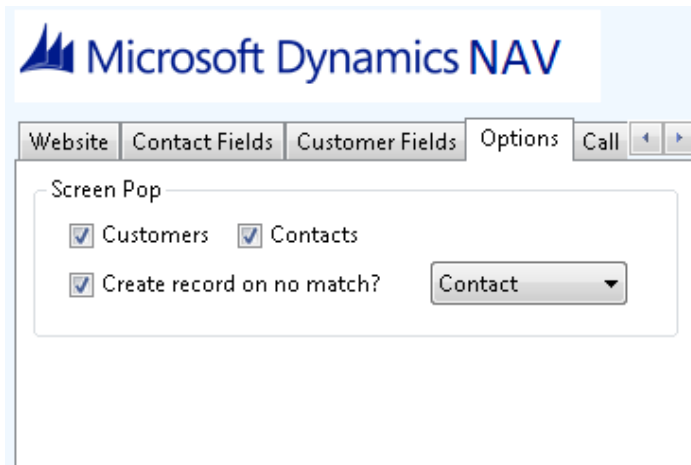 Microsoft Dynamics NAV
Website Contact Fields Customer Fields Options Call
Screen Pop
Customers Contacts
Create record on no match? Contact